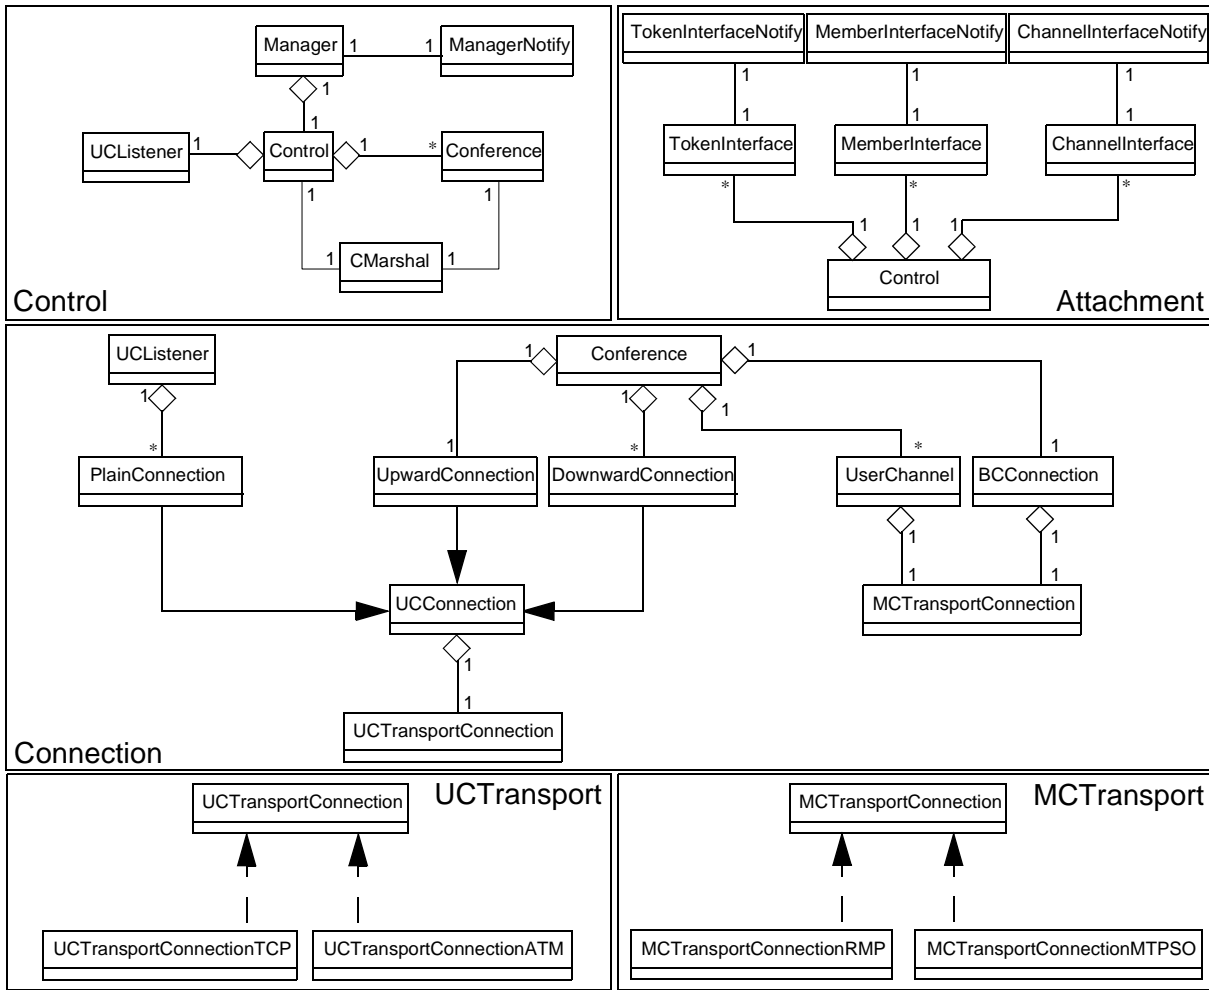 Manager
1
1
ManagerNotify
1
1
UCListener
1
Control
1
*
Conference
1
1
1
CMarshal
1
Control
TokenInterfaceNotify
MemberInterfaceNotify
ChannelInterfaceNotify
1
1
1
1
1
1
TokenInterface
MemberInterface
ChannelInterface
*
*
*
1
1
1
Control
Attachment
UCListener
1
*
PlainConnection
Conference
1
1
1
1
1
*
*
1
UpwardConnection
DownwardConnection
UserChannel
BCConnection
1
1
1
1
UCConnection
MCTransportConnection
1
1
UCTransportConnection
Connection
UCTransportConnection
UCTransport
UCTransportConnectionTCP
UCTransportConnectionATM
MCTransportConnection
MCTransport
MCTransportConnectionRMP
MCTransportConnectionMTPSO